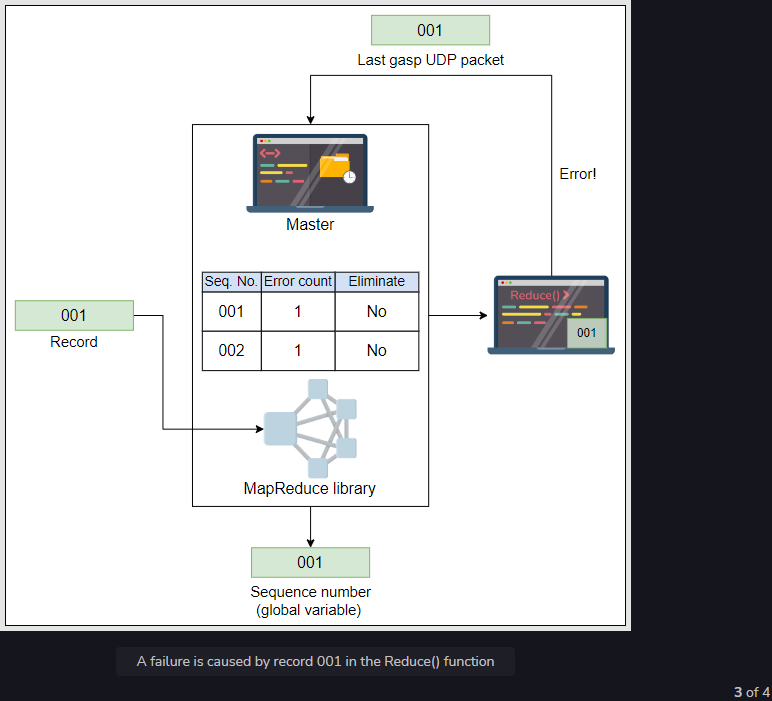 001
Last gasp UDP packet
Error!
Master
Seq. No. Error count Eliminate
001 1 No
002 1 No
001
Record
Reduce()
001
MapReduce library
001
Sequence number
(global variable)
A failure is caused by record 001 in the Reduce() function
3 of 4